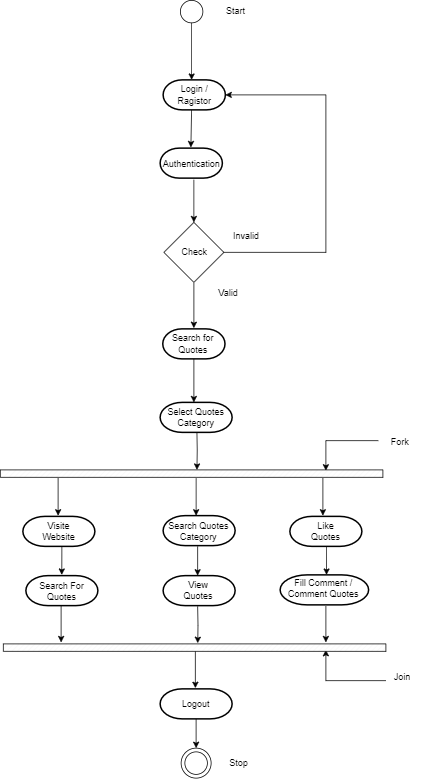 Start
Login /
Ragistor
Authentication
Invalid
Check
Valid
Search for
Quotes
Select Quotes
Category
Fork
Visite
Website
Search Quotes
Category
Like
Quotes
Search For
Quotes
View
Quotes
Fill Comment /
Comment Quotes
Join
Logout
Stop